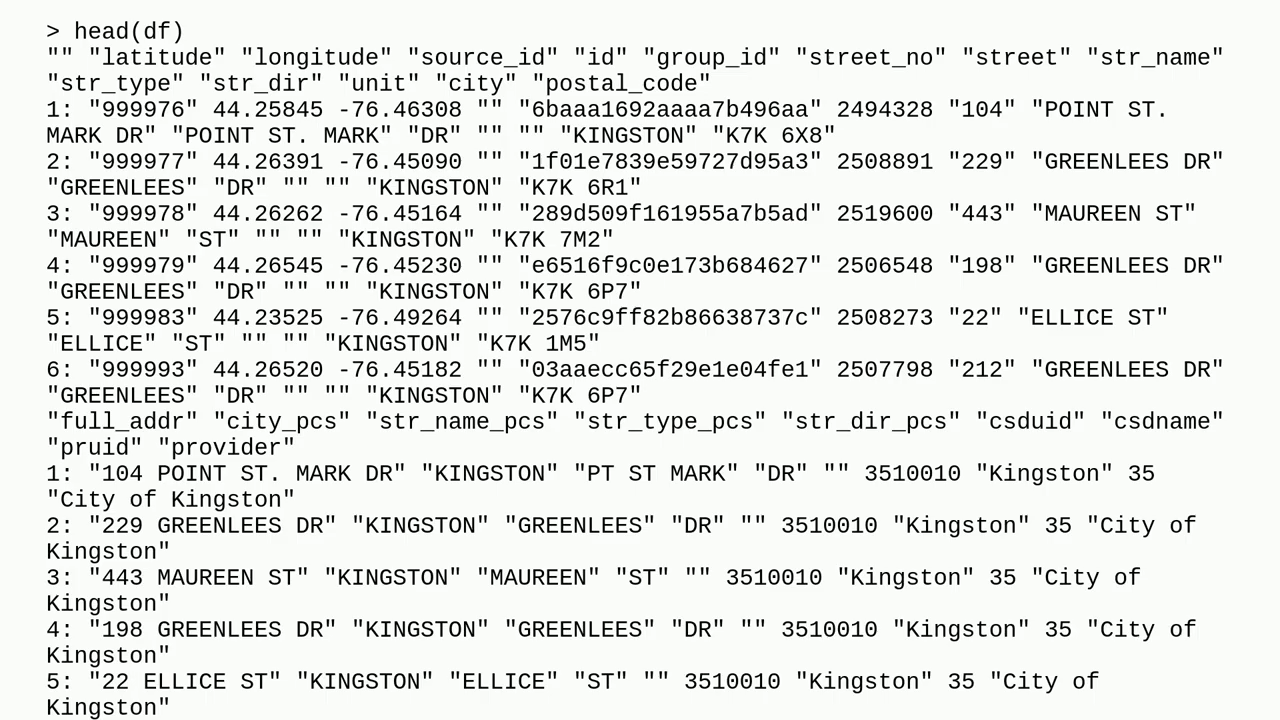 > head(df)
"" "latitude" "longitude" "source_id" "id" "group_id" "street_no" "street" "str_name"
"str_type" "str_dir" "unit" "city" "postal_code"
1: "999976" 44.25845 -76.46308 "" "6baaa1692aaaa7b496aa" 2494328 "104" "POINT ST.
MARK DR" "POINT ST. MARK" "DR" "" "" "KINGSTON" "K7K 6X8"
2: "999977" 44.26391 -76.45090 "" "1f01e7839e59727d95a3" 2508891 "229" "GREENLEES DR"
"GREENLEES" "DR" "" "" "KINGSTON" "K7K 6R1"
3: "999978" 44.26262 -76.45164 "" "289d509f161955a7b5ad" 2519600 "443" "MAUREEN ST"
"MAUREEN" "ST" "" "" "KINGSTON" "K7K 7M2"
4: "999979" 44.26545 -76.45230 "" "e6516f9c0e173b684627" 2506548 "198" "GREENLEES DR"
"GREENLEES" "DR" "" "" "KINGSTON" "K7K 6P7"
5: "999983" 44.23525 -76.49264 "" "2576c9ff82b86638737c" 2508273 "22" "ELLICE ST"
"ELLICE" "ST" "" "" "KINGSTON" "K7K 1M5"
6: "999993" 44.26520 -76.45182 "" "03aaecc65f29e1e04fe1" 2507798 "212" "GREENLEES DR"
"GREENLEES" "DR" "" "" "KINGSTON" "K7K 6P7"
"full_addr" "city_pcs" "str_name_pcs" "str_type_pcs" "str_dir_pcs" "csduid" "csdname"
"pruid" "provider"
1: "104 POINT ST. MARK DR" "KINGSTON" "PT ST MARK" "DR" "" 3510010 "Kingston" 35
"City of Kingston"
2: "229 GREENLEES DR" "KINGSTON" "GREENLEES" "DR" "" 3510010 "Kingston" 35 "City of
Kingston"
3: "443 MAUREEN ST" "KINGSTON" "MAUREEN" "ST" "" 3510010 "Kingston" 35 "City of
Kingston"
4: "198 GREENLEES DR" "KINGSTON" "GREENLEES" "DR" "" 3510010 "Kingston" 35 "City of
Kingston"
5: "22 ELLICE ST" "KINGSTON" "ELLICE" "ST" "" 3510010 "Kingston" 35 "City of
Kingston"